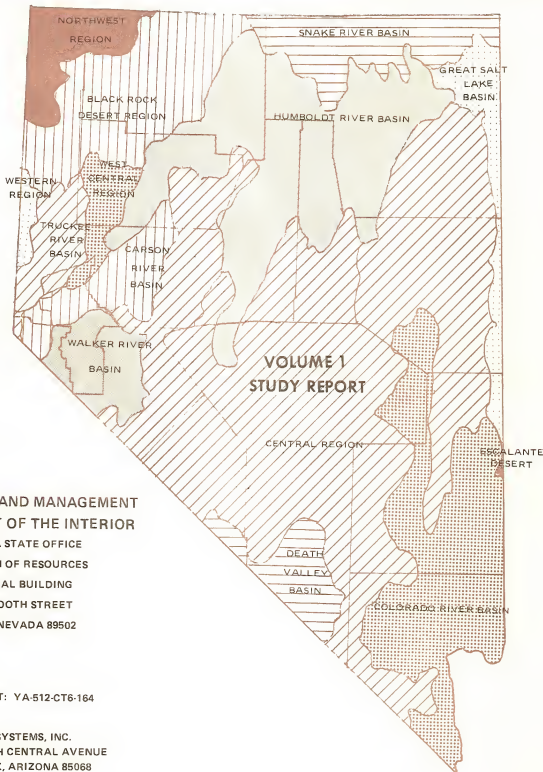 NORTHWEST
REGION
SNAKE RIVER BASIN
GREAT SALT
LAKE
BASIN
BLACK ROCK
DESERT REGION
HUMBOLDT RIVER BASIN
WEST
CENTRAL
REGION
WESTERN
REGION
TRUCKEE
RIVER
BASIN
CARSON
RIVER
BASIN
WALKER RIVER
BASIN
VOLUME 1
STUDY REPORT
CENTRAL REGION
ESCALANTE
DESERT
DEATH
VALLEY
BASIN
COLORADO RIVER BASIN
AND MANAGEMENT
T OF THE INTERIOR
STATE OFFICE
N OF RESOURCES
AL BUILDING
OOTH STREET
NEVADA 89502
T: YA-512-CT6-164
SYSTEMS, INC.
H CENTRAL AVENUE
X, ARIZONA 85068